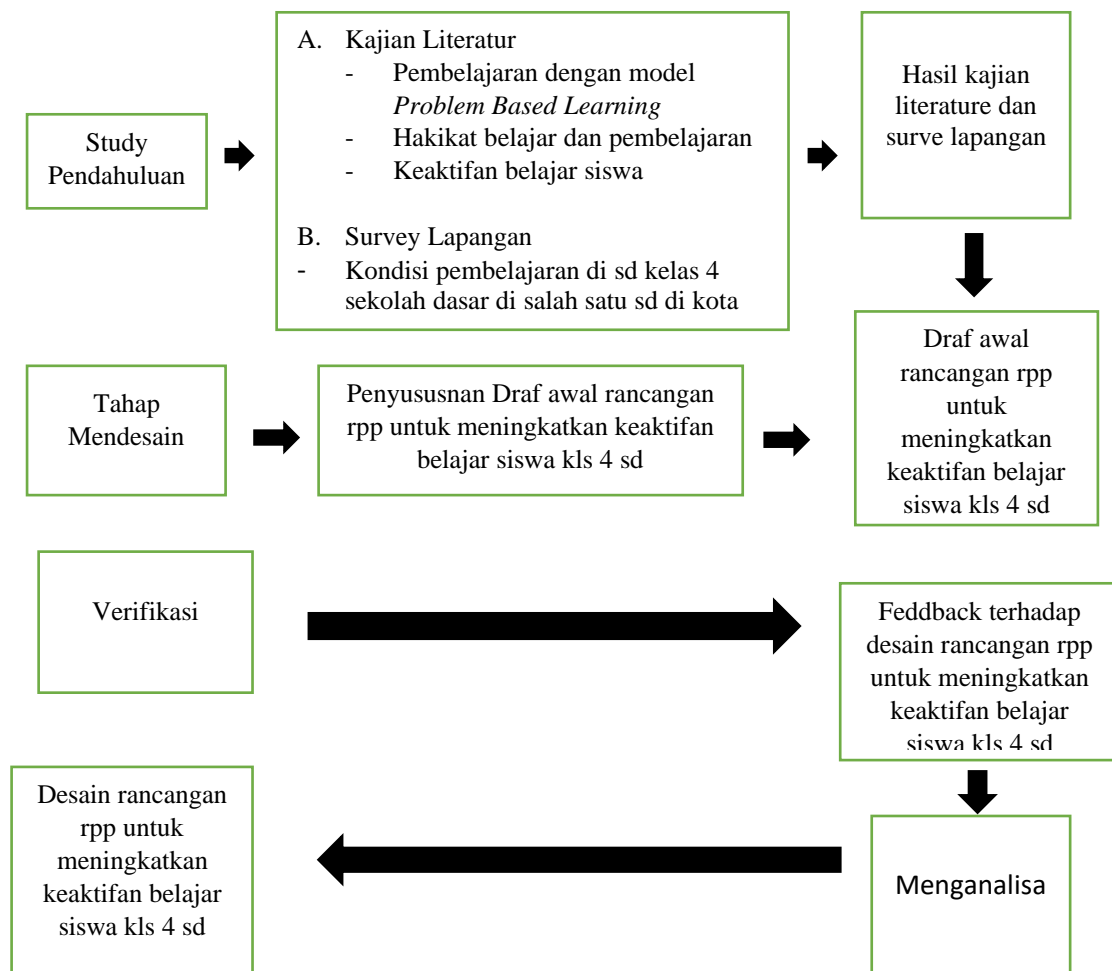 Study
Pendahuluan
A. Kajian Literatur
- Pembelajaran dengan model
Problem Based Learning
- Hakikat belajar dan pembelajaran
- Keaktifan belajar siswa
B. Survey Lapangan
- Kondisi pembelajaran di sd kelas 4
sekolah dasar di salah satu sd di kota
Hasil kajian
literature dan
surve lapangan
Tahap
Mendesain
Penyususnan Draf awal rancangan
rpp untuk meningkatkan keaktifan
belajar siswa kls 4 sd
Draf awal
rancangan rpp
untuk
meningkatkan
keaktifan belajar
siswa kls 4 sd
Verifikasi
Feddback terhadap
desain rancangan rpp
untuk meningkatkan
keaktifan belajar
siswa kls 4 sd
Desain rancangan
rpp untuk
meningkatkan
keaktifan belajar
siswa kls 4 sd
Menganalisa